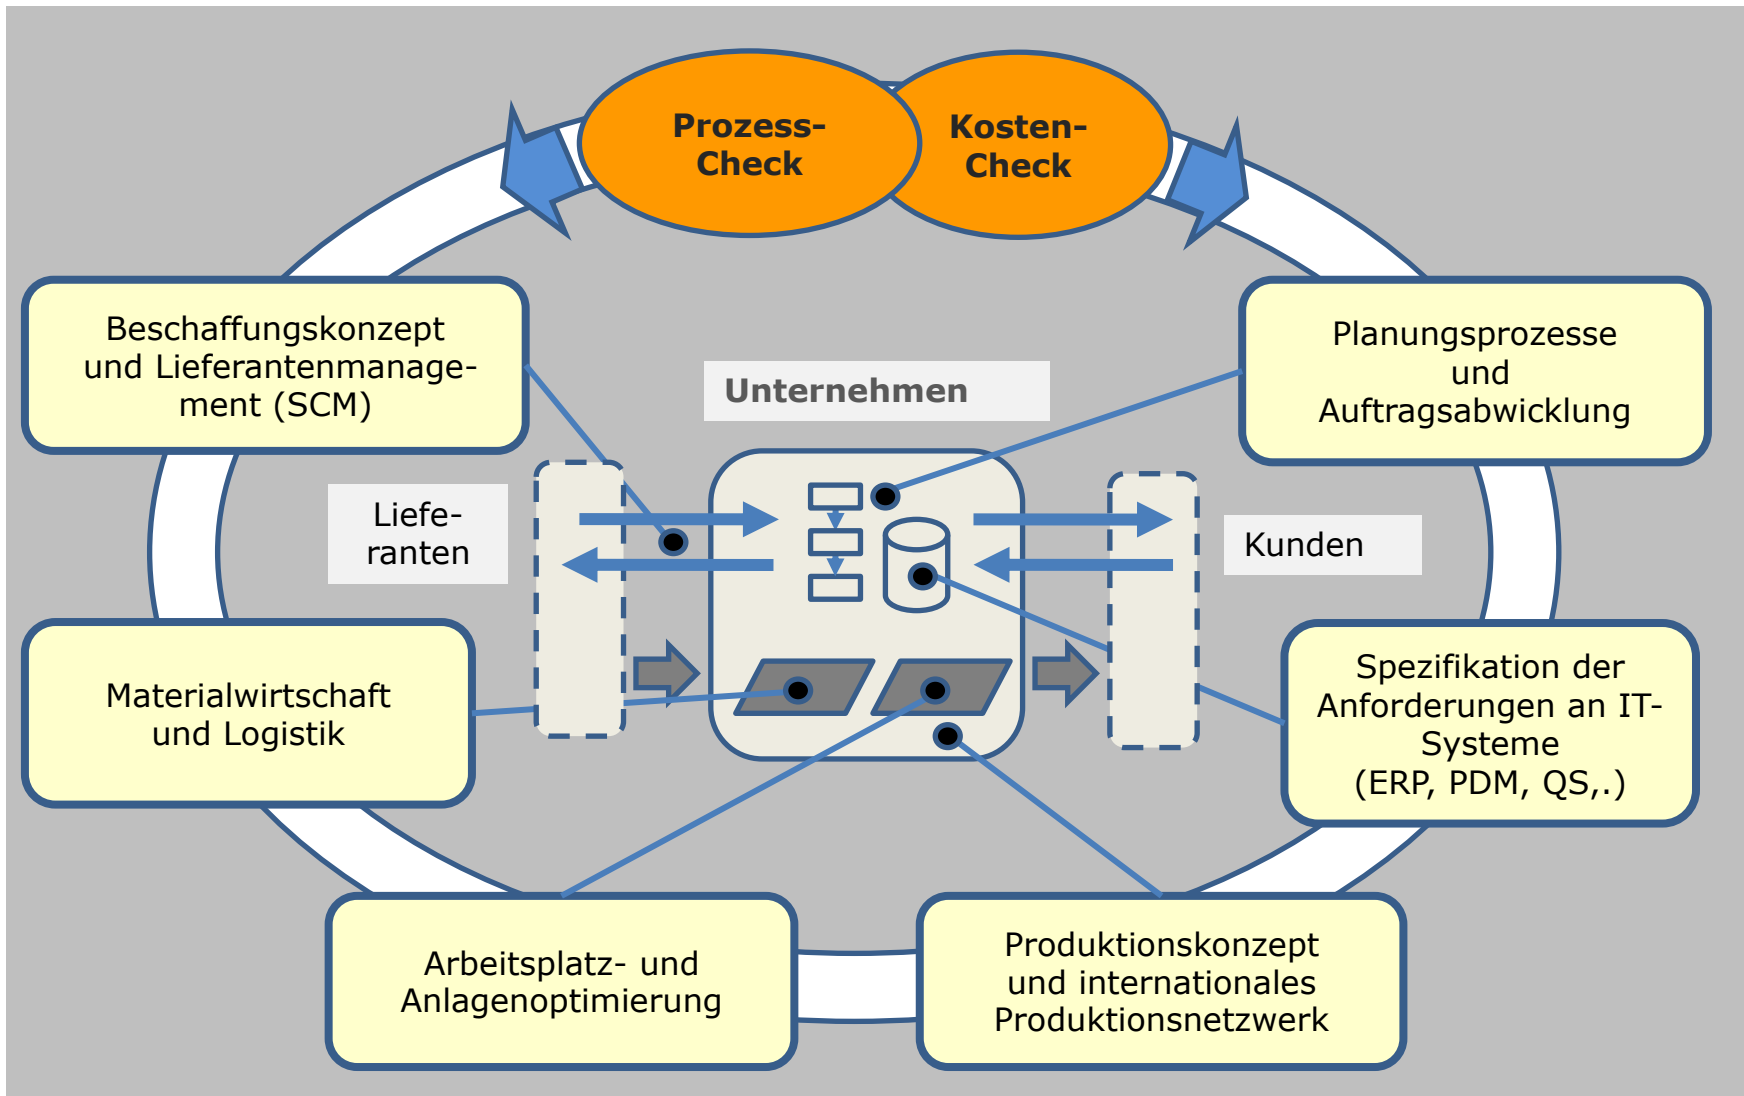 Prozess-
Check
Kosten-
Check
Beschaffungskonzept
und Lieferantenmanage-
ment (SCM)
Planungsprozesse
und
Auftragsabwicklung
Unternehmen
Liefe-
ranten
Kunden
Materialwirtschaft
und Logistik
Spezifikation der
Anforderungen an IT-
Systeme
(ERP, PDM, QS,.)
Arbeitsplatz- und
Anlagenoptimierung
Produktionskonzept
und internationales
Produktionsnetzwerk